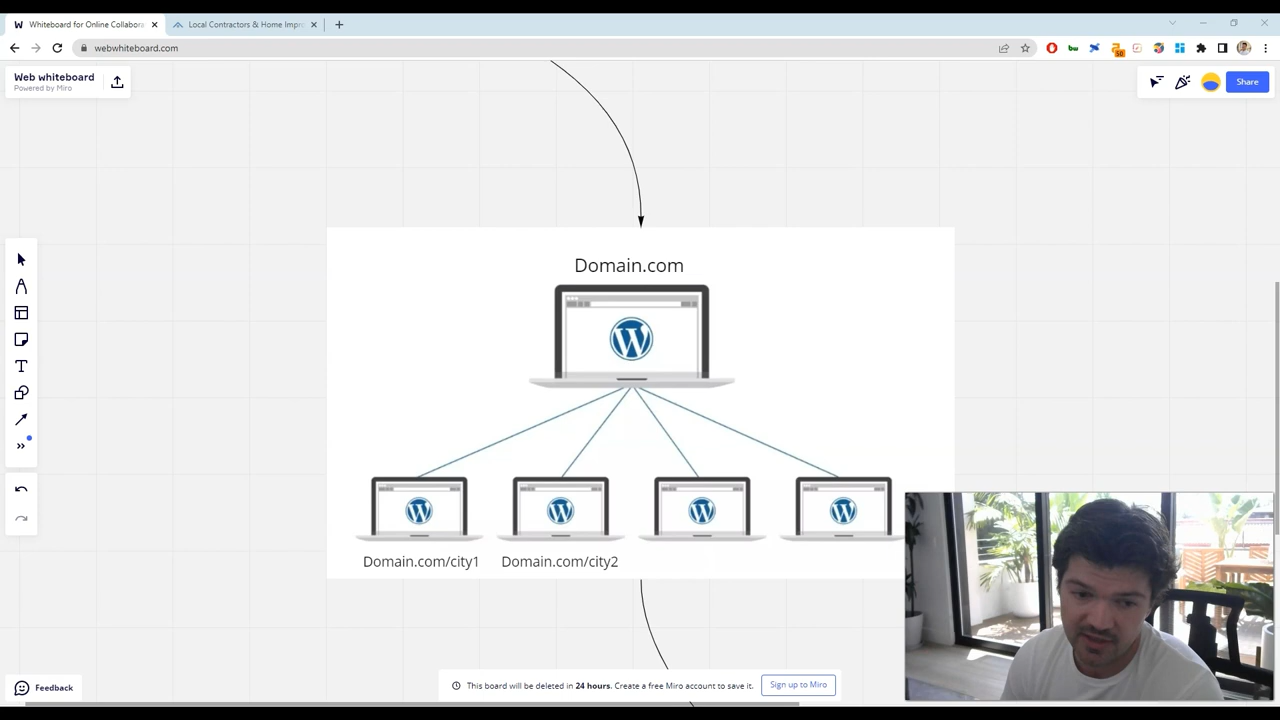 Whiteboard for Online Collabora
Local Contractors & Home Impro
webwhiteboard.com
50
Web whiteboard
Powered by Miro
Share
Domain.com
W
W
W
W
W
Domain.com/city1
Domain.com/city2
This board will be deleted in 24 hours. Create a free Miro account to save it.
Sign up to Miro
Feedback